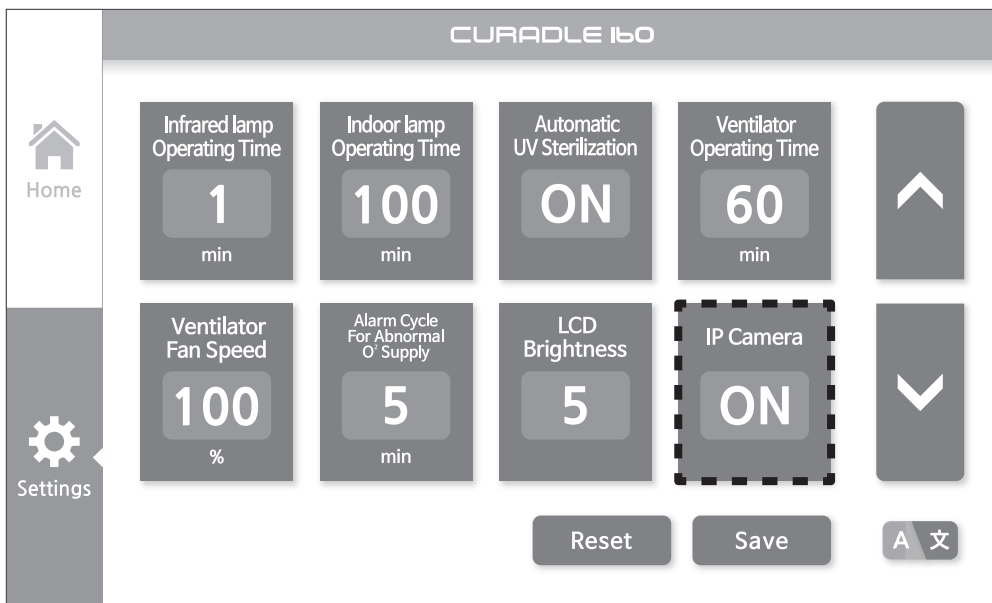 CURADLE IbO
Home
Infrared lamp
Operating Time
1
min
Indoor lamp
Operating Time
100
min
Automatic
UV Sterilization
ON
Ventilator
Operating Time
60
min
Ventilator
Fan Speed
100
%
Alarm Cycle
For Abnormal
O² Supply
5
min
LCD
Brightness
5
IP Camera
ON
Settings
Reset
Save
A 文